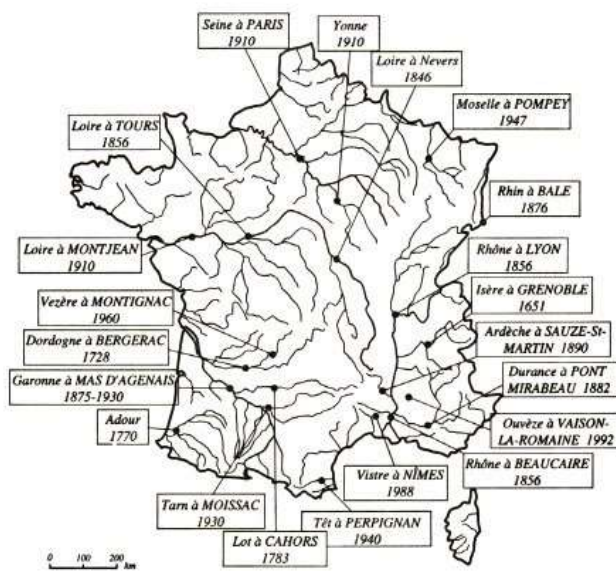 Seine à PARIS
1910
Yonne
1910
Loire à Nevers
1846
Moselle à POMPEY
1947
Loire à TOURS
1856
Rhin à BALE
1876
Loire à MONTJEAN
1910
Rhône à LYON
1856
Isère à GRENOBLE
1651
Vezère à MONTIGNAC
1960
Ardèche à SAUZE-St-
MARTIN 1890
Dordogne à BERGERAC
1728
Durance à PONT
MIRABEAU 1882
Garonne à MAS D'AGENAIS
1875-1930
Ouvèze à VAISON-
LA-ROMAINE 1992
Adour
1770
Rhône à BEAUCAIRE
1856
Vistre à NÎMES
1988
Tarn à MOISSAC
1930
Têt à PERPIGNAN
1940
Lot à CAHORS
1783
0 100 200
km